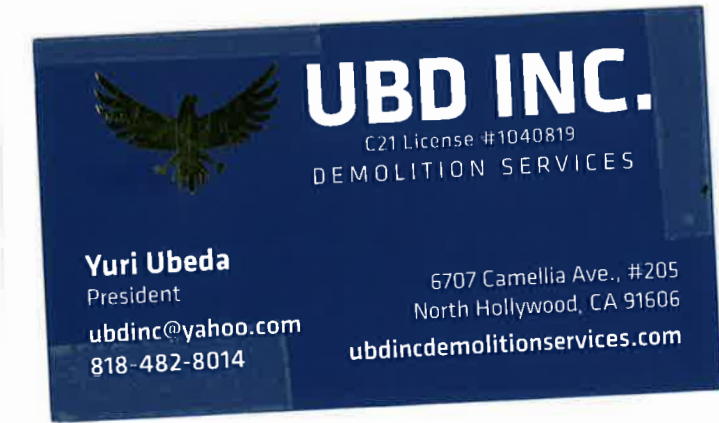 UBD INC.
C21 License #1040819
DEMOLITION SERVICES
Yuri Ubeda
President
ubdinc@yahoo.com
818-482-8014
6707 Camellia Ave., #205
North Hollywood, CA 91606
ubdincdemolitionservices.com